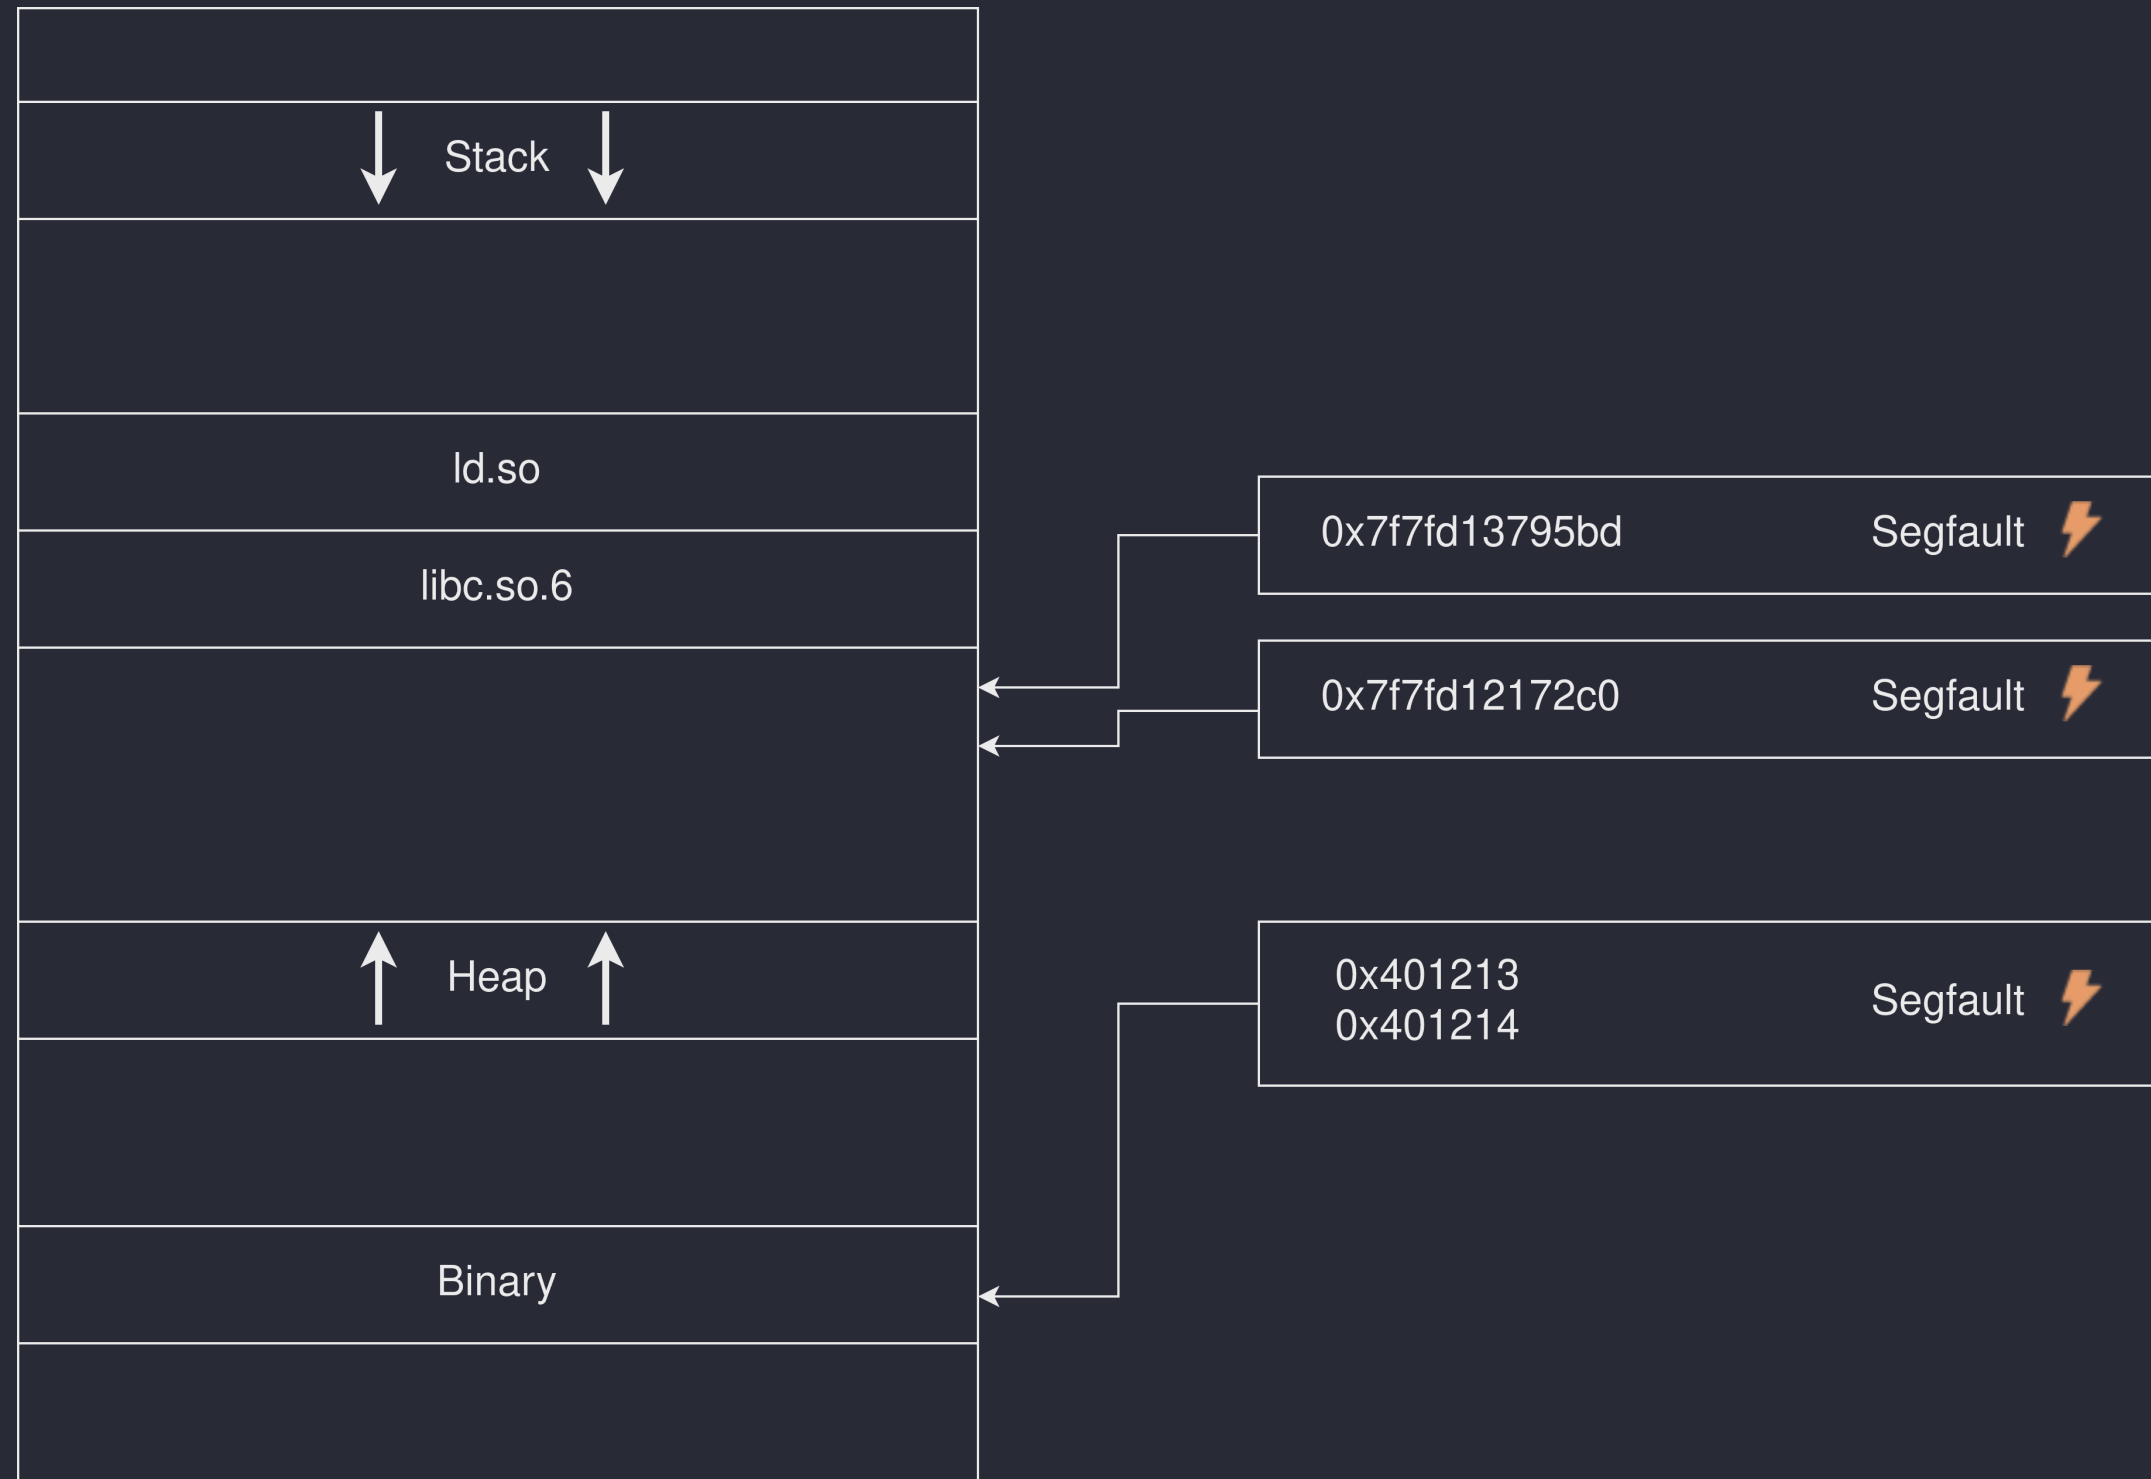 Stack
ld.so
libc.so.6
0x7f7fd13795bd Segfault
0x7f7fd12172c0 Segfault
Heap
0x401213
0x401214
Segfault
Binary